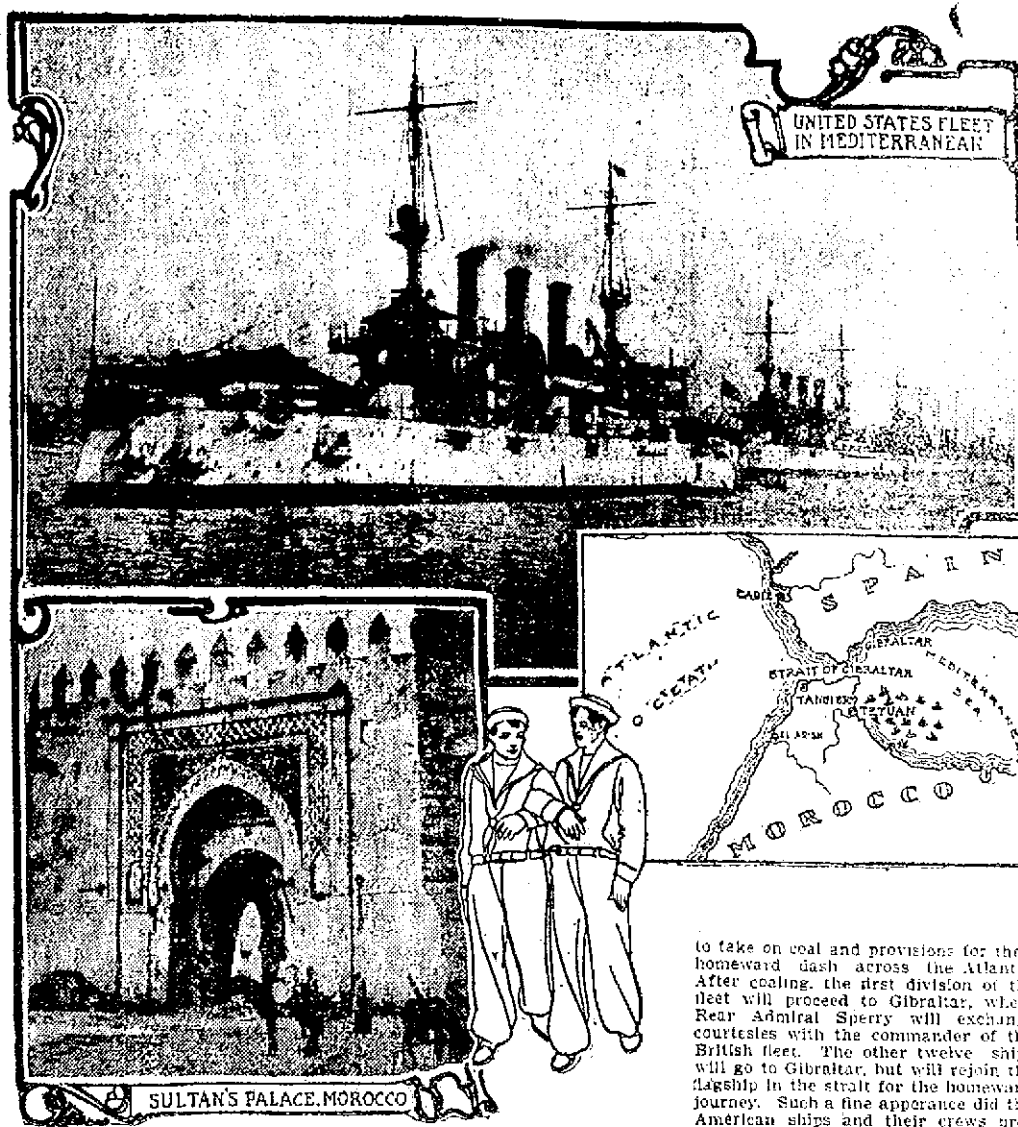 UNITED STATES FLEET
IN MEDITERRANEAN
SPAIN
CADIZ
ATLANTIC
OCEAN
GIBRALTAR
STRAIT OF GIBRALTAR
MEDITERRANEAN
SEA
TANGIER
TETUAN
EL ARISH
MOROCCO
SULTAN'S PALACE, MOROCCO
to take on coal and provisions for the
homeward dash across the Atlant
After coaling, the first division of t
fleet will proceed to Gibraltar, whe
Rear Admiral Sperry will exchang
courtesies with the commander of th
British fleet. The other twelve ship
will go to Gibraltar, but will rejoin th
flagship in the strait for the homewar
journey. Such a fine apperance did th
American ships and their crews pre